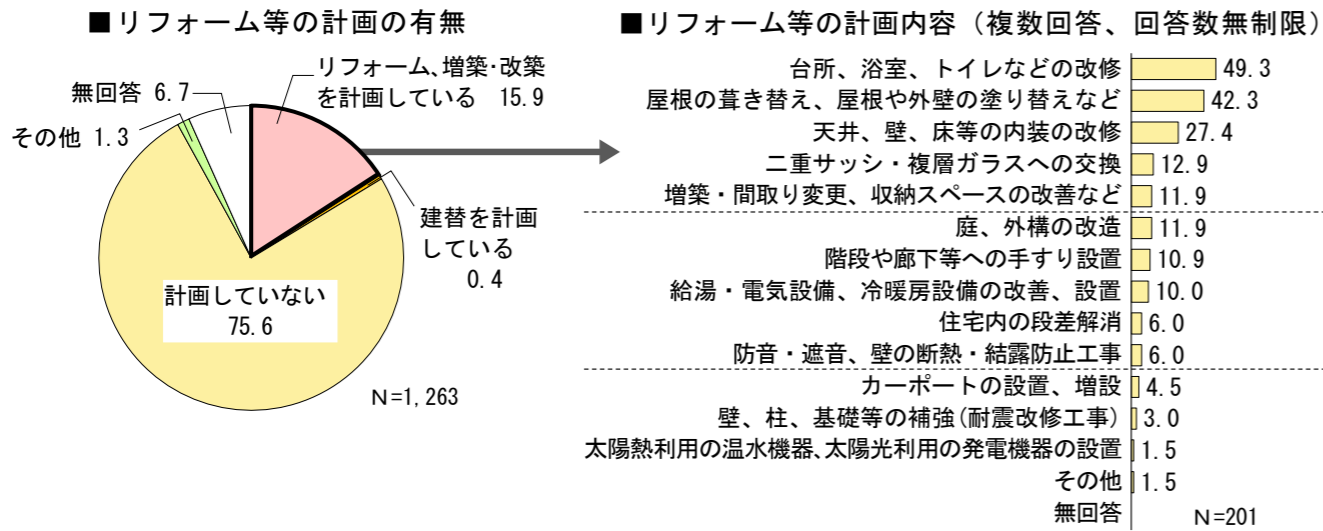 ■リフォーム等の計画の有無
リフォーム、増築・改築
を計画している 15.9
無回答 6.7
その他 1.3
建替を計画
している
0.4
計画していない
75.6
N=1,263
■リフォーム等の計画内容（複数回答、回答数無制限）
台所、浴室、トイレなどの改修 49.3
屋根の葺き替え、屋根や外壁の塗り替えなど 42.3
天井、壁、床等の内装の改修 27.4
二重サッシ・複層ガラスへの交換 12.9
増築・間取り変更、収納スペースの改善など 11.9
庭、外構の改造 11.9
階段や廊下等への手すり設置 10.9
給湯・電気設備、冷暖房設備の改善、設置 10.0
住宅内の段差解消 6.0
防音・遮音、壁の断熱・結露防止工事 6.0
カーポートの設置、増設 4.5
壁、柱、基礎等の補強(耐震改修工事) 3.0
太陽熱利用の温水機器、太陽光利用の発電機器の設置 1.5
その他 1.5
無回答
N=201